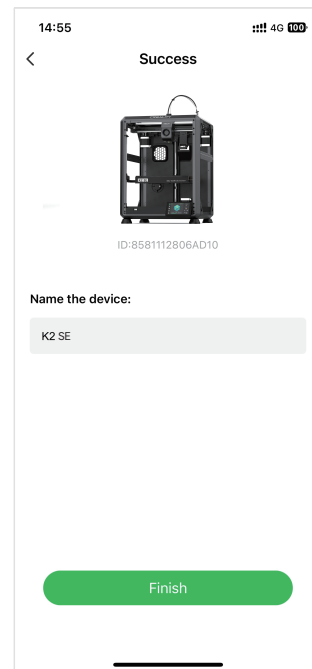 14:55
4G 100
Success
ID:8581112806AD10
Name the device:
K2 SE
Finish